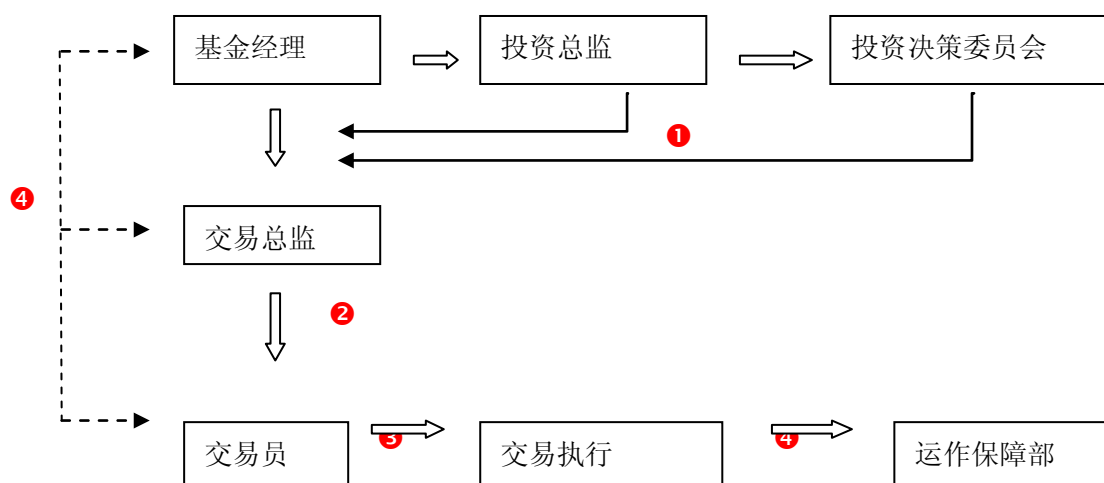 基金经理
投资总监
投资决策委员会
❶
❹
交易总监
❷
交易员
❸
交易执行
❹
运作保障部